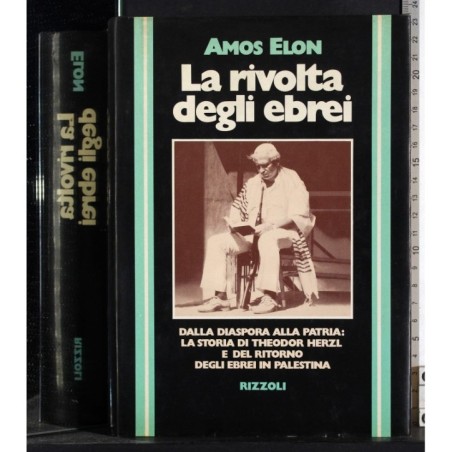 AMOS ELON
La rivolta
degli ebrei
DALLA DIASPORA ALLA PATRIA:
LA STORIA DI THEODOR HERZL
E DEL RITORNO
DEGLI EBREI IN PALESTINA
RIZZOLI
ELON
La rivolta
degli ebrei
RIZZOLI